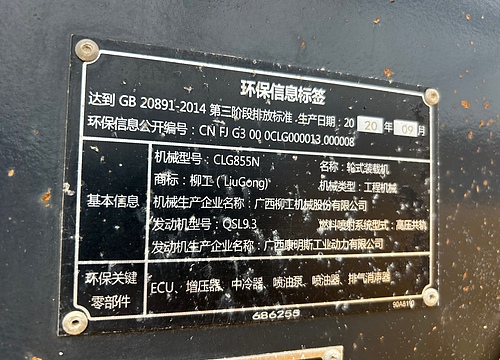 环保信息标签
达到 GB 20891-2014 第三阶段排放标准·生产日期：20 20 年 09 月
环保信息公开编号：CN FJ G3 00 0CLG000013 000008
机械型号：CLG855N 名称：轮式装载机
商标：柳工（LiuGong） 机械类型：工程机械
基本信息 机械生产企业名称：广西柳工机械股份有限公司
发动机型号：QSL9.3 燃料喷射系统型式：高压共轨
发动机生产企业名称：广西康明斯工业动力有限公司
环保关键零部件 ECU、增压器、中冷器、喷油泵、喷油器、排气消声器
686255